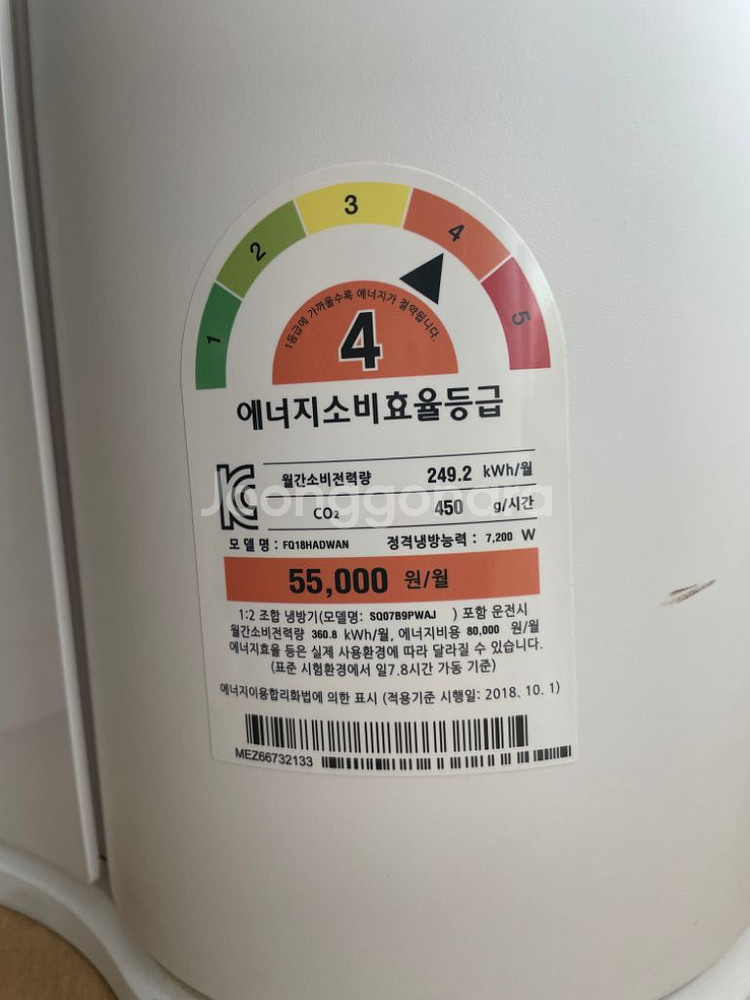 1
2
3
4
5
1등급에 가까울수록 에너지가 절약됩니다.
4
에너지소비효율등급
월간소비전력량 249.2 kWh/월
CO₂ 450 g/시간
Joonggonara
모델명 : FQ18HADWAN 정격냉방능력 : 7,200 W
55,000 원/월
1:2 조합 냉방기(모델명: SQ07B9PWAJ ) 포함 운전시
월간소비전력량 360.8 kWh/월, 에너지비용 80,000 원/월
에너지효율 등은 실제 사용환경에 따라 달라질 수 있습니다.
(표준 시험환경에서 일7.8시간 가동 기준)
에너지이용합리화법에 의한 표시 (적용기준 시행일: 2018. 10. 1)
MEZ66732133